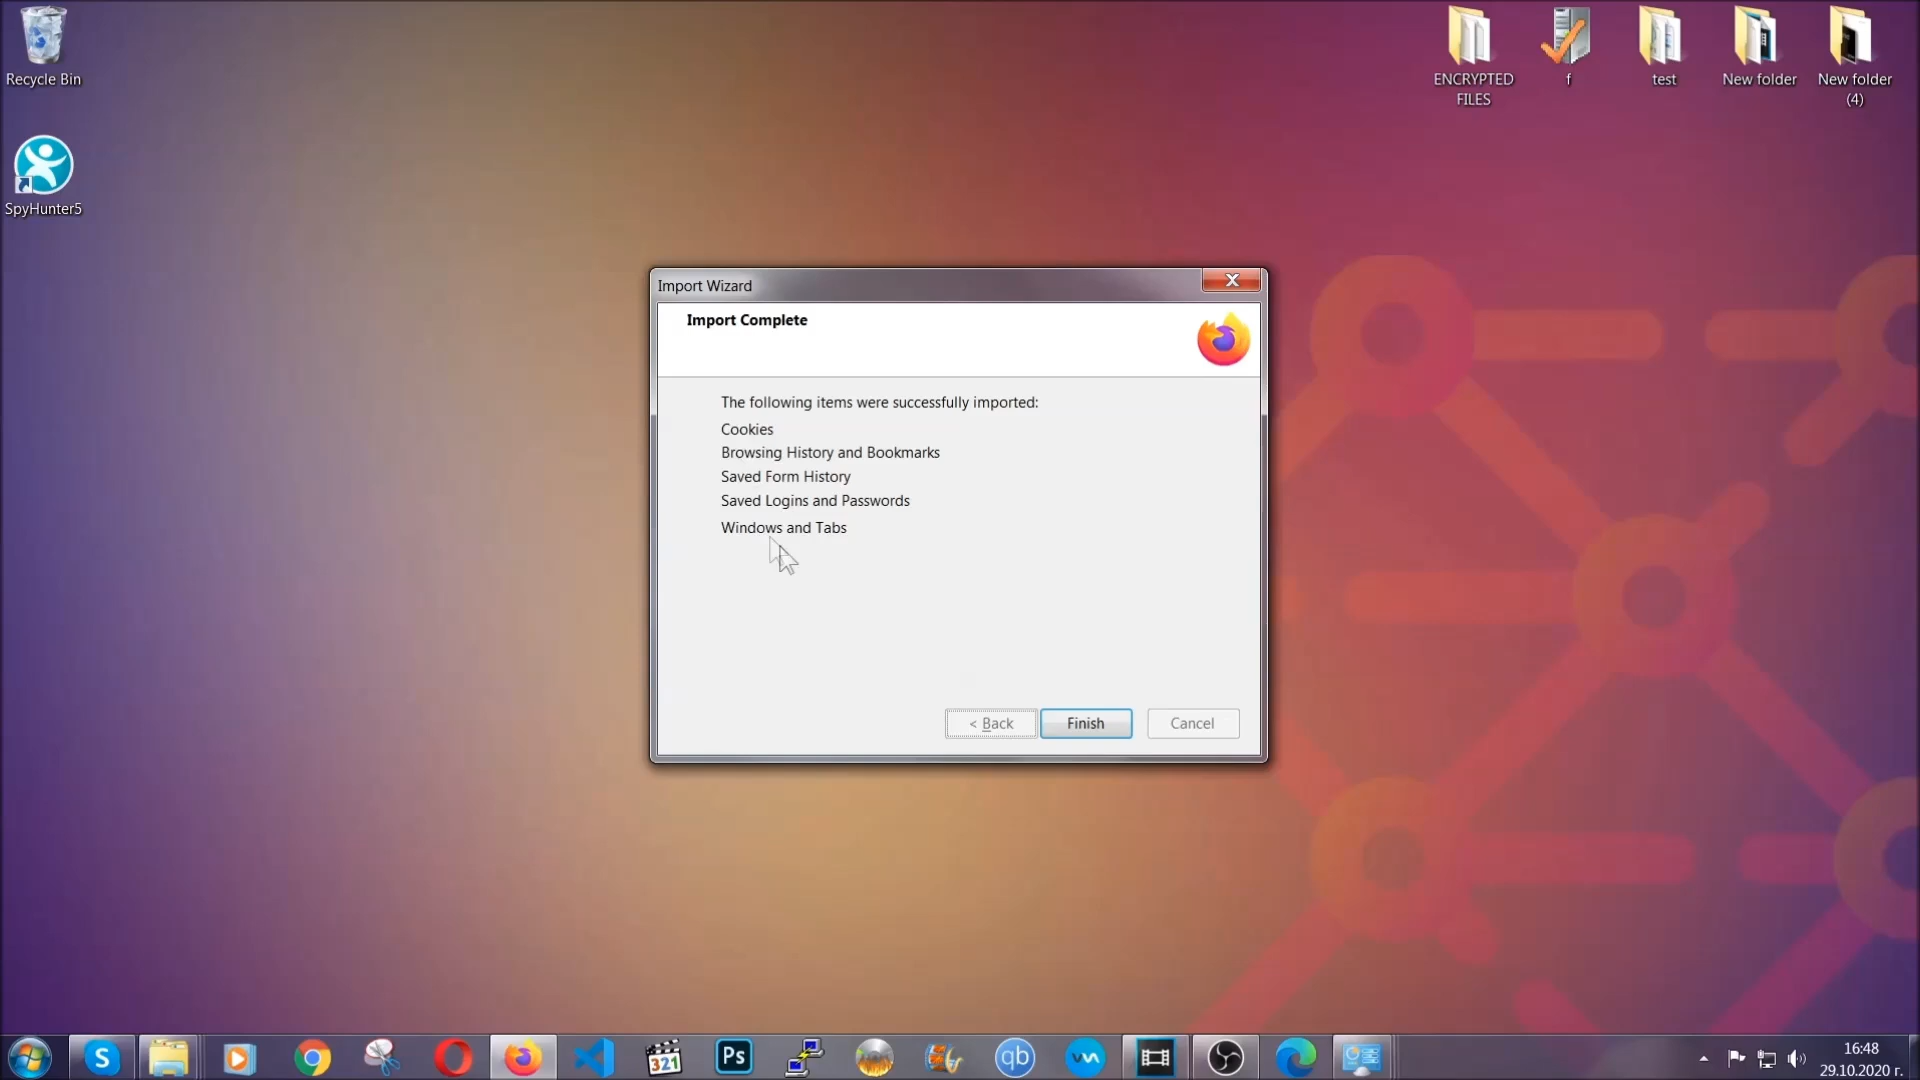 Recycle Bin
SpyHunter5
ENCRYPTED
FILES
f
test
New folder
New folder
(4)
Import Wizard
Import Complete
The following items were successfully imported:
Cookies
Browsing History and Bookmarks
Saved Form History
Saved Logins and Passwords
Windows and Tabs
< Back
Finish
Cancel
S
321
Ps
qb
16:48
29.10.2020 г.